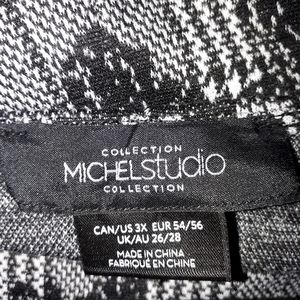 COLLECTION
MICHELstudio
COLLECTION
CAN/US 3X EUR 54/56
UK/AU 26/28
MADE IN CHINA
FABRIQUÉ EN CHINE